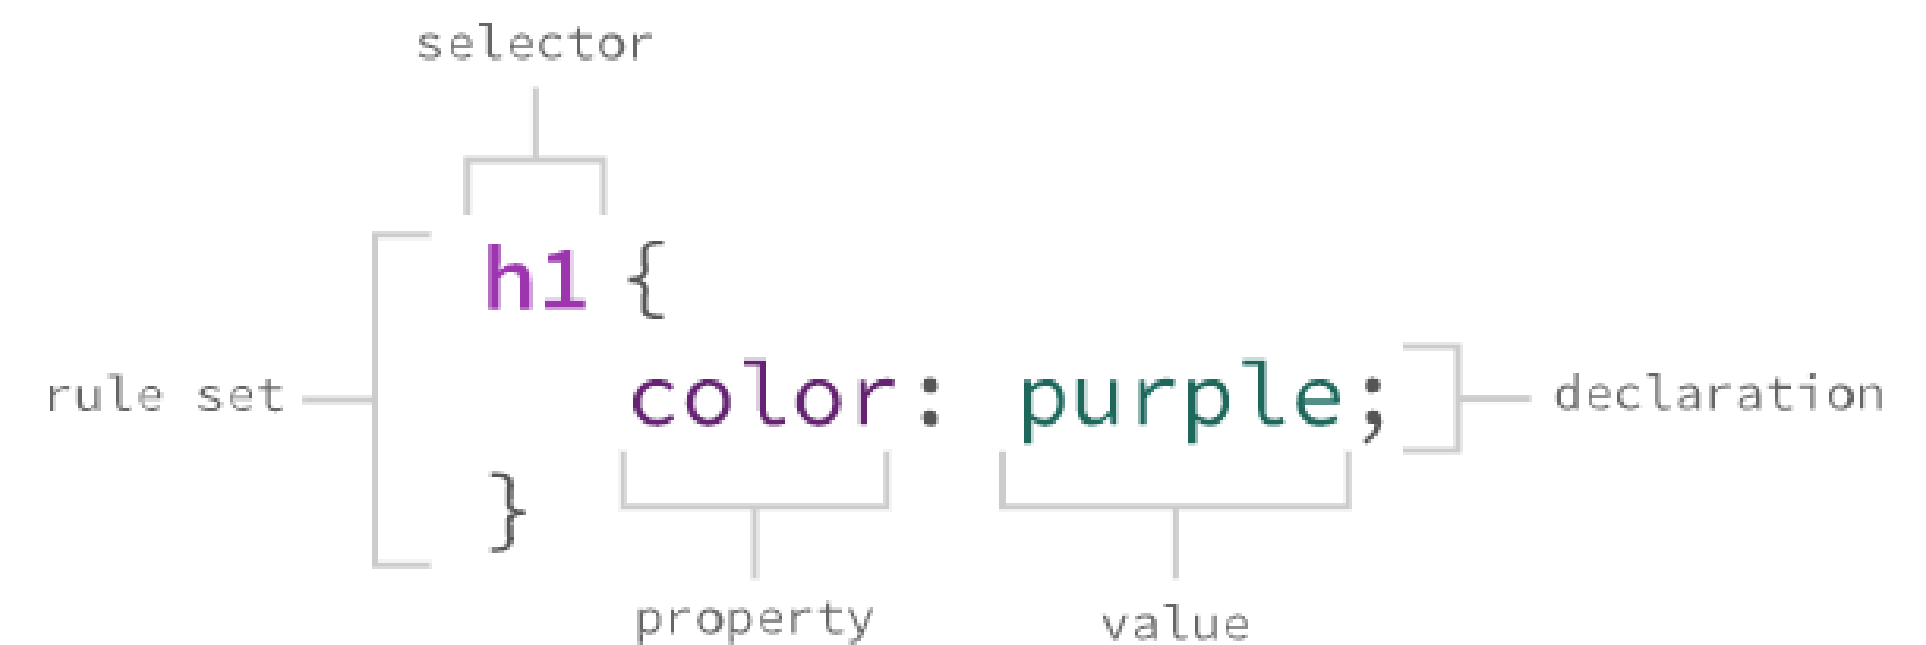 selector
h1 {
rule set
color: purple;
declaration
}
property
value